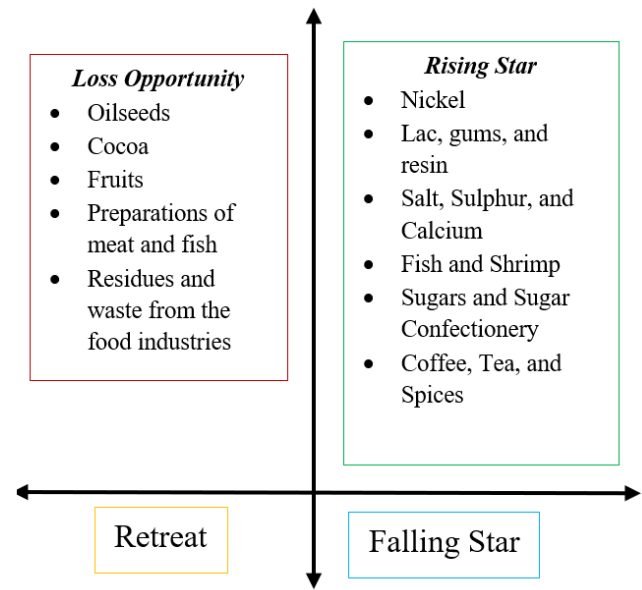 Loss Opportunity
• Oilseeds
• Cocoa
• Fruits
• Preparations of
meat and fish
• Residues and
waste from the
food industries
Rising Star
• Nickel
• Lac, gums, and
resin
• Salt, Sulphur, and
Calcium
• Fish and Shrimp
• Sugars and Sugar
Confectionery
• Coffee, Tea, and
Spices
Retreat
Falling Star